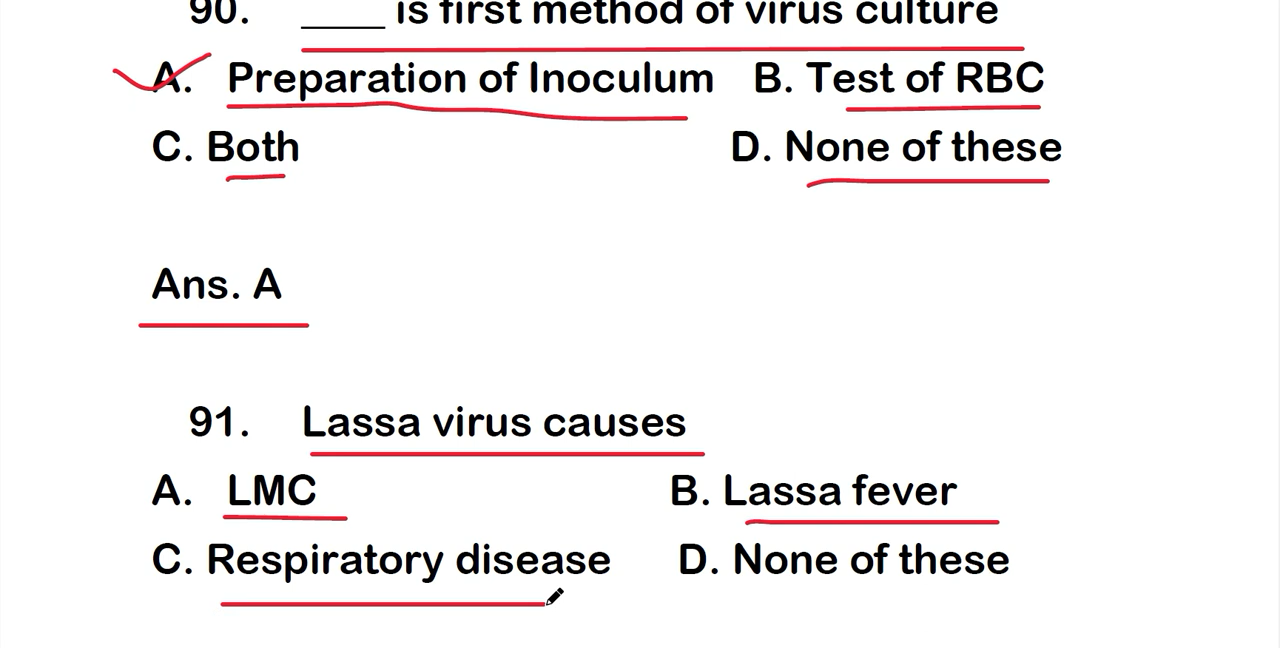 90. _____ is first method of virus culture
A. Preparation of Inoculum B. Test of RBC
C. Both D. None of these
Ans. A
91. Lassa virus causes
A. LMC B. Lassa fever
C. Respiratory disease D. None of these